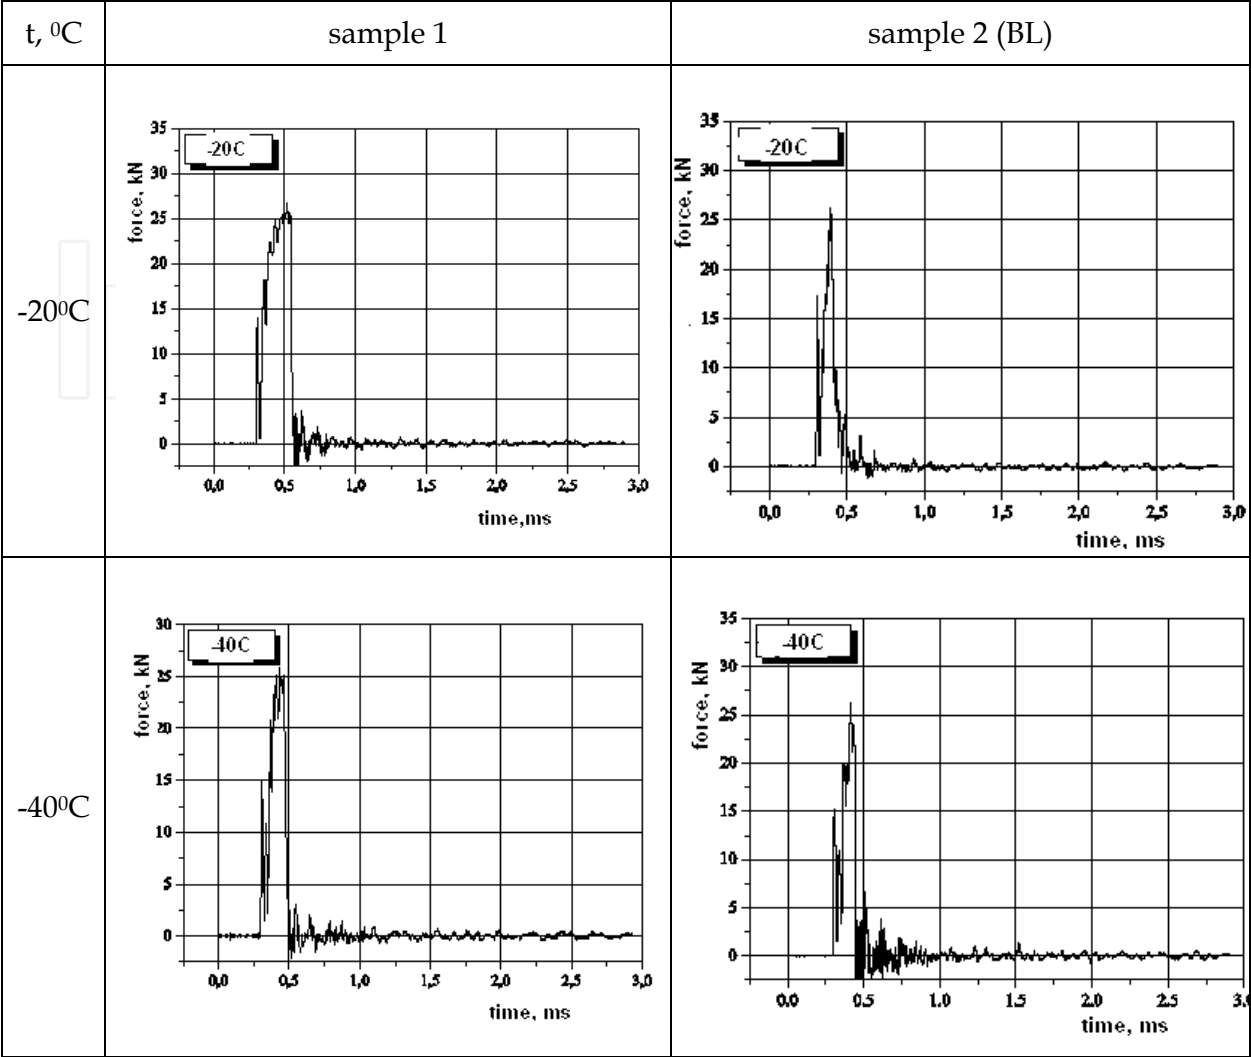 t, ⁰C sample 1 sample 2 (BL)
-20⁰C
-20C
force, kN
35
30
25
20
15
10
5
0
0,0 0,5 1,0 1,5 2,0 2,5 3,0
time,ms
-20C
force, kN
35
30
25
20
15
10
5
0
0,0 0,5 1,0 1,5 2,0 2,5 3,0
time, ms
-40⁰C
-40C
force, kN
30
25
20
15
10
5
0
0,0 0,5 1,0 1,5 2,0 2,5 3,0
time, ms
-40C
force, kN
35
30
25
20
15
10
5
0
0.0 0.5 1.0 1.5 2.0 2.5 3.
time, ms